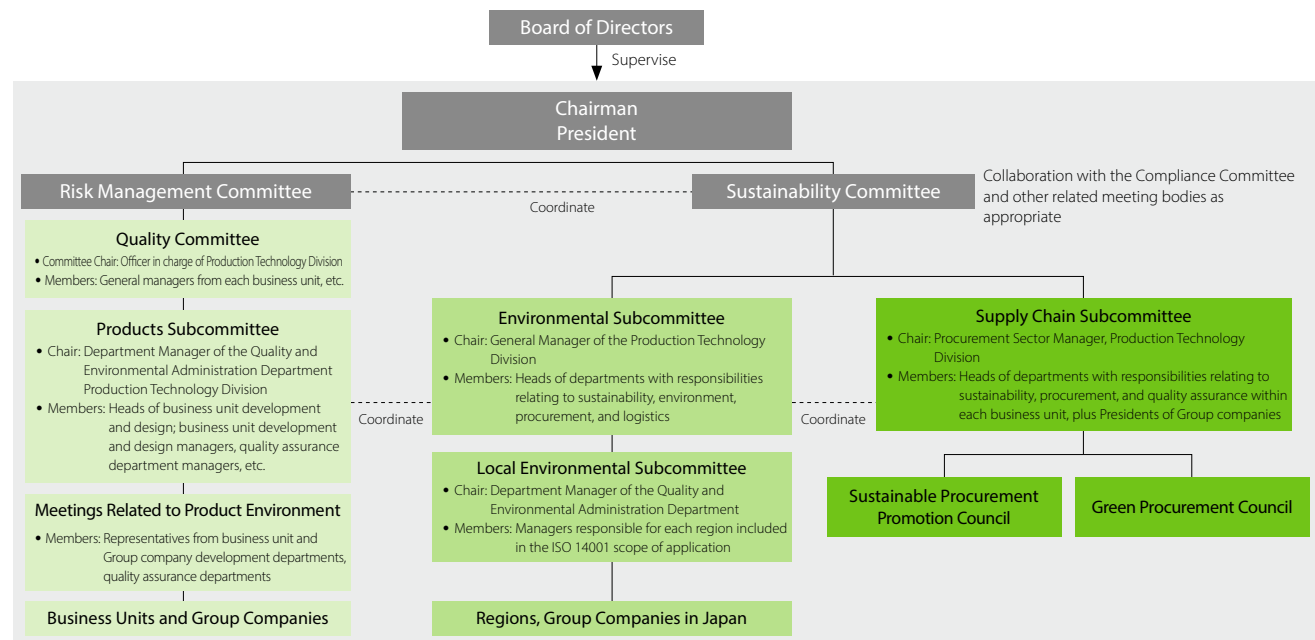 Board of Directors
Supervise
Chairman
President
Risk Management Committee
Coordinate
Sustainability Committee
Collaboration with the Compliance Committee
and other related meeting bodies as
appropriate
Quality Committee
• Committee Chair: Officer in charge of Production Technology Division
• Members: General managers from each business unit, etc.
Products Subcommittee
• Chair: Department Manager of the Quality and
Environmental Administration Department
Production Technology Division
• Members: Heads of business unit development
and design; business unit development
and design managers, quality assurance
department managers, etc.
Coordinate
Environmental Subcommittee
• Chair: General Manager of the Production Technology
Division
• Members: Heads of departments with responsibilities
relating to sustainability, environment,
procurement, and logistics
Coordinate
Supply Chain Subcommittee
• Chair: Procurement Sector Manager, Production Technology
Division
• Members: Heads of departments with responsibilities relating to
sustainability, procurement, and quality assurance within
each business unit, plus Presidents of Group companies
Meetings Related to Product Environment
• Members: Representatives from business unit and
Group company development departments,
quality assurance departments
Local Environmental Subcommittee
• Chair: Department Manager of the Quality and
Environmental Administration Department
• Members: Managers responsible for each region included
in the ISO 14001 scope of application
Sustainable Procurement
Promotion Council
Green Procurement Council
Business Units and Group Companies
Regions, Group Companies in Japan